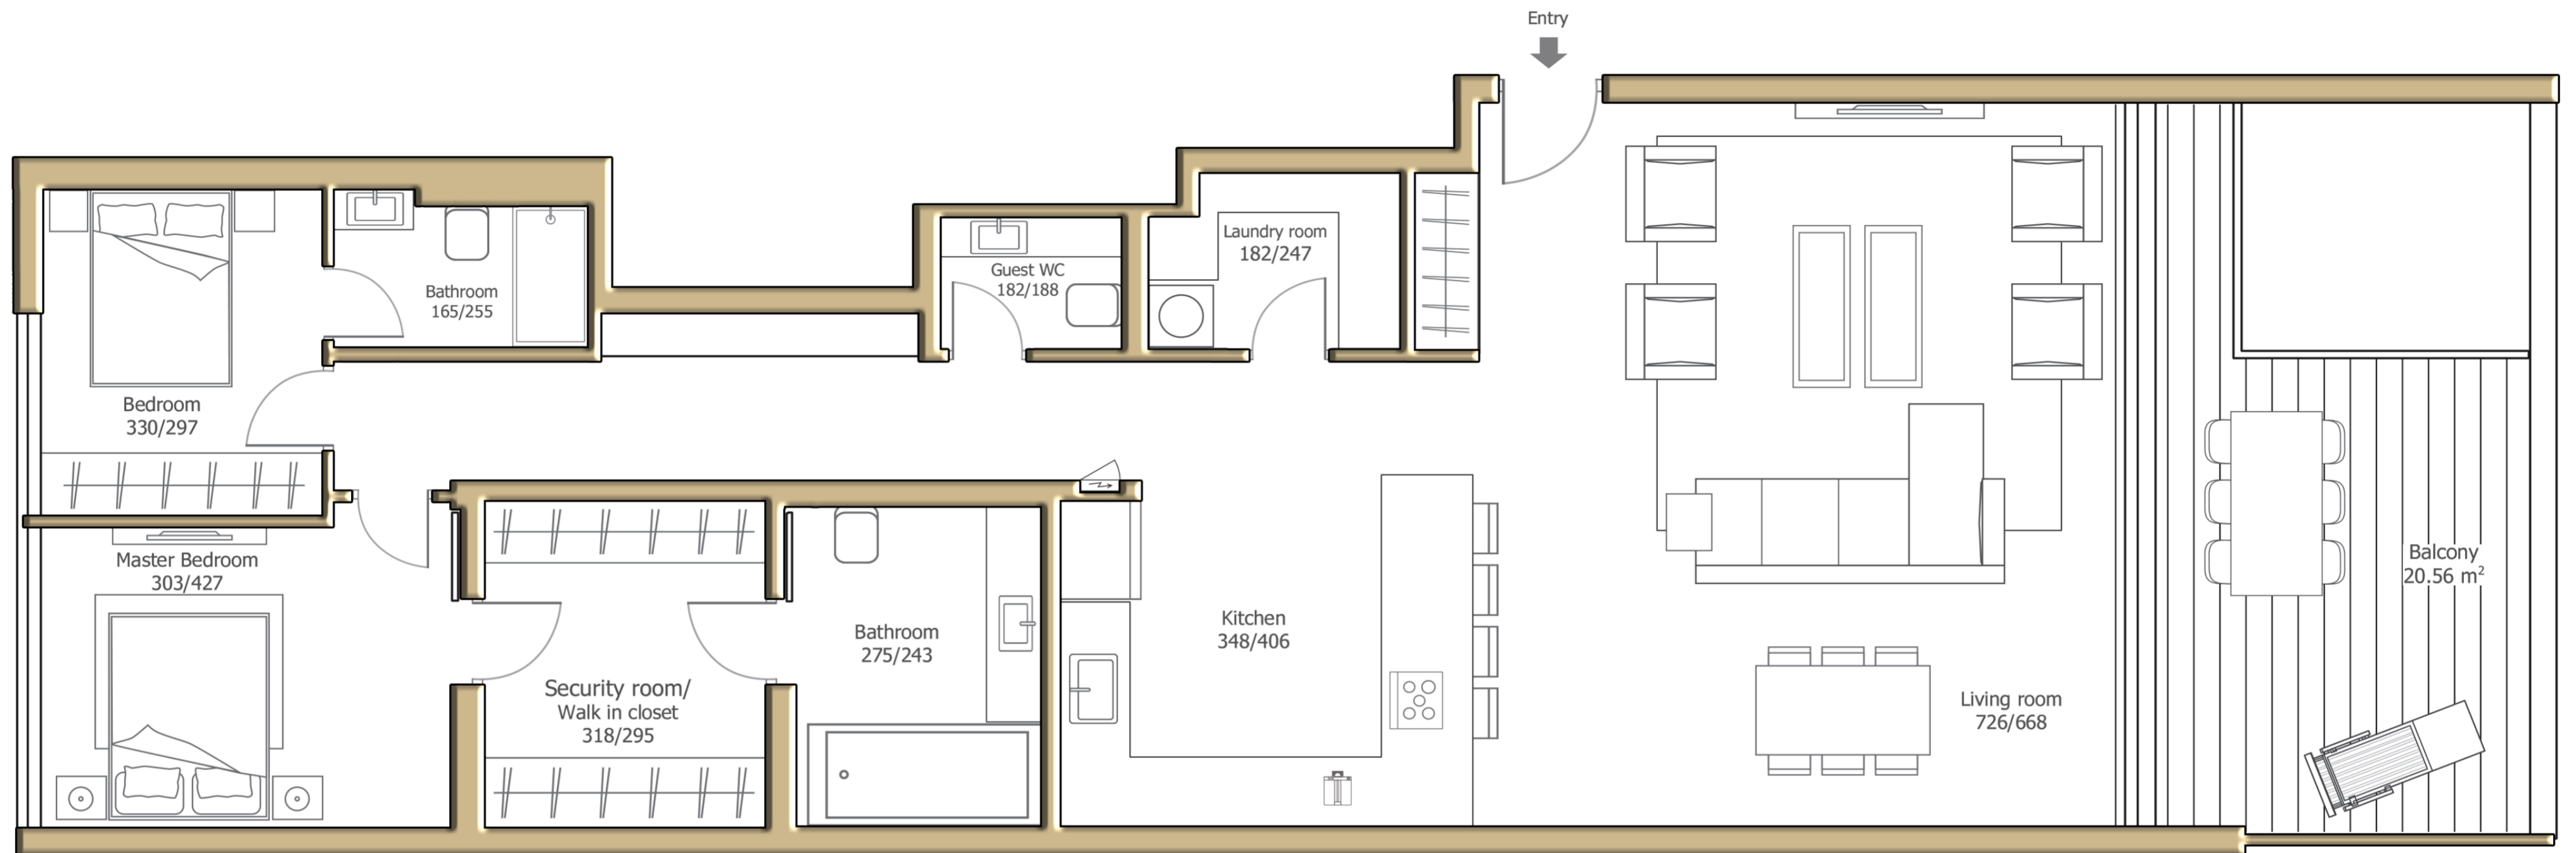 Entry
Bathroom
165/255
Guest WC
182/188
Laundry room
182/247
Bedroom
330/297
Master Bedroom
303/427
Security room/
Walk in closet
318/295
Bathroom
275/243
Kitchen
348/406
Living room
726/668
Balcony
20.56 m²